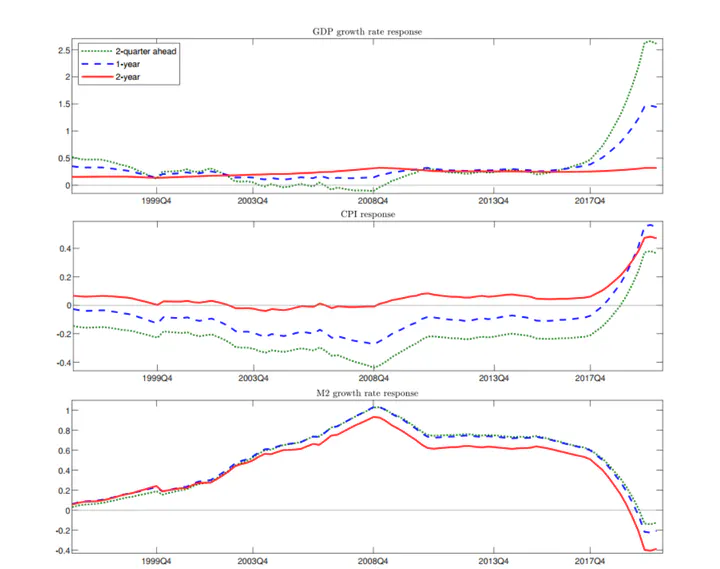 GDP growth rate response
2.5
2
1.5
1
0.5
0
2-quarter ahead
1-year
2-year
1999Q4 2003Q4 2008Q4 2013Q4 2017Q4
CPI response
0.4
0.2
0
-0.2
-0.4
1999Q4 2003Q4 2008Q4 2013Q4 2017Q4
M2 growth rate response
1
0.8
0.6
0.4
0.2
0
-0.2
-0.4
1999Q4 2003Q4 2008Q4 2013Q4 2017Q4